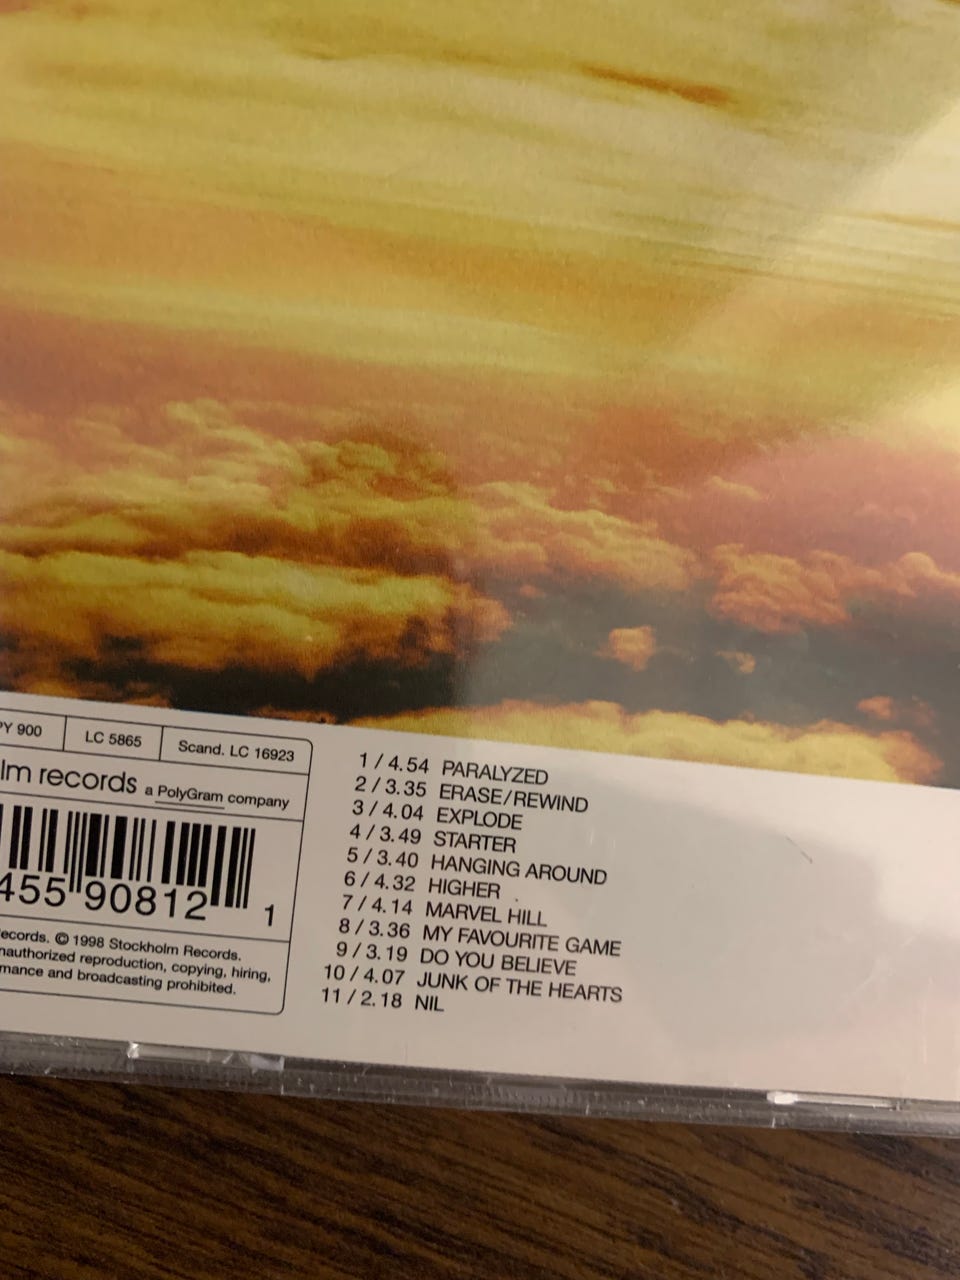 PY 900
LC 5865
Scand. LC 16923
lm records a PolyGram company
455 90812 1
ecords. © 1998 Stockholm Records.
nauthorized reproduction, copying, hiring,
mance and broadcasting prohibited.
1 / 4.54 PARALYZED
2 / 3.35 ERASE/REWIND
3 / 4.04 EXPLODE
4 / 3.49 STARTER
5 / 3.40 HANGING AROUND
6 / 4.32 HIGHER
7 / 4.14 MARVEL HILL
8 / 3.36 MY FAVOURITE GAME
9 / 3.19 DO YOU BELIEVE
10 / 4.07 JUNK OF THE HEARTS
11 / 2.18 NIL